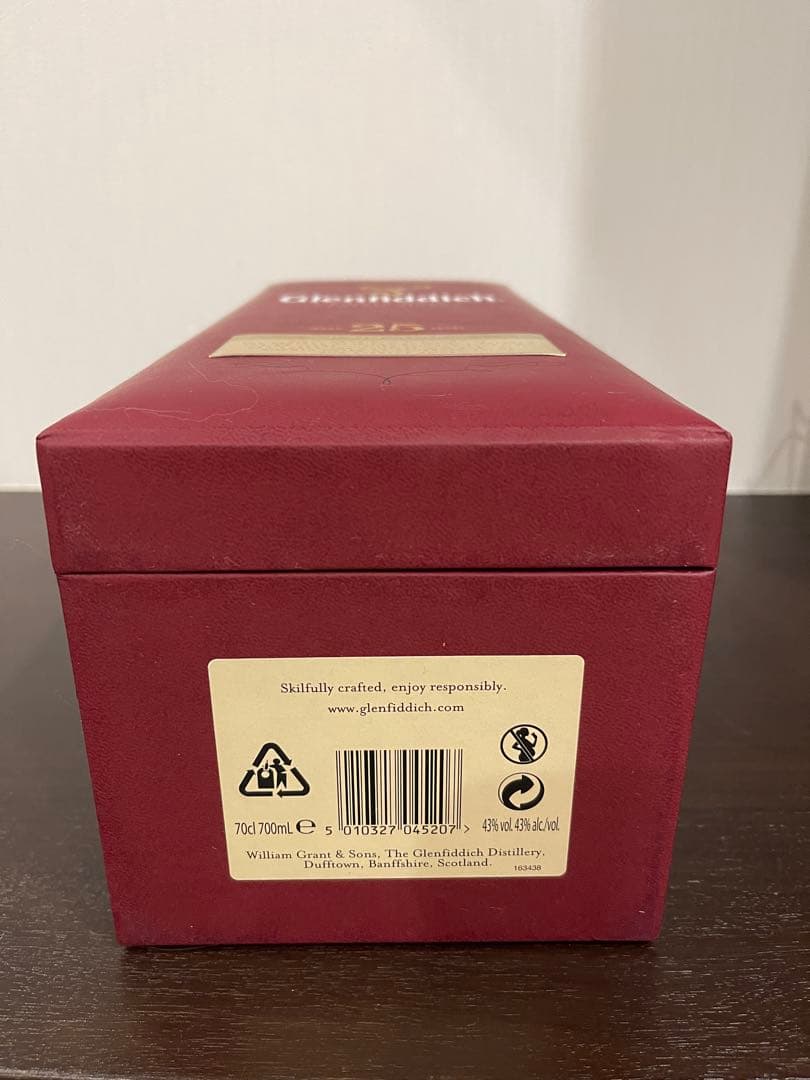 Glenfiddich
25
Skilfully crafted, enjoy responsibly.
www.glenfiddich.com
70cl 700mL e 5 010327 045207 > 43% vol. 43% alc./vol.
William Grant & Sons, The Glenfiddich Distillery,
Dufftown, Banffshire, Scotland.
163438